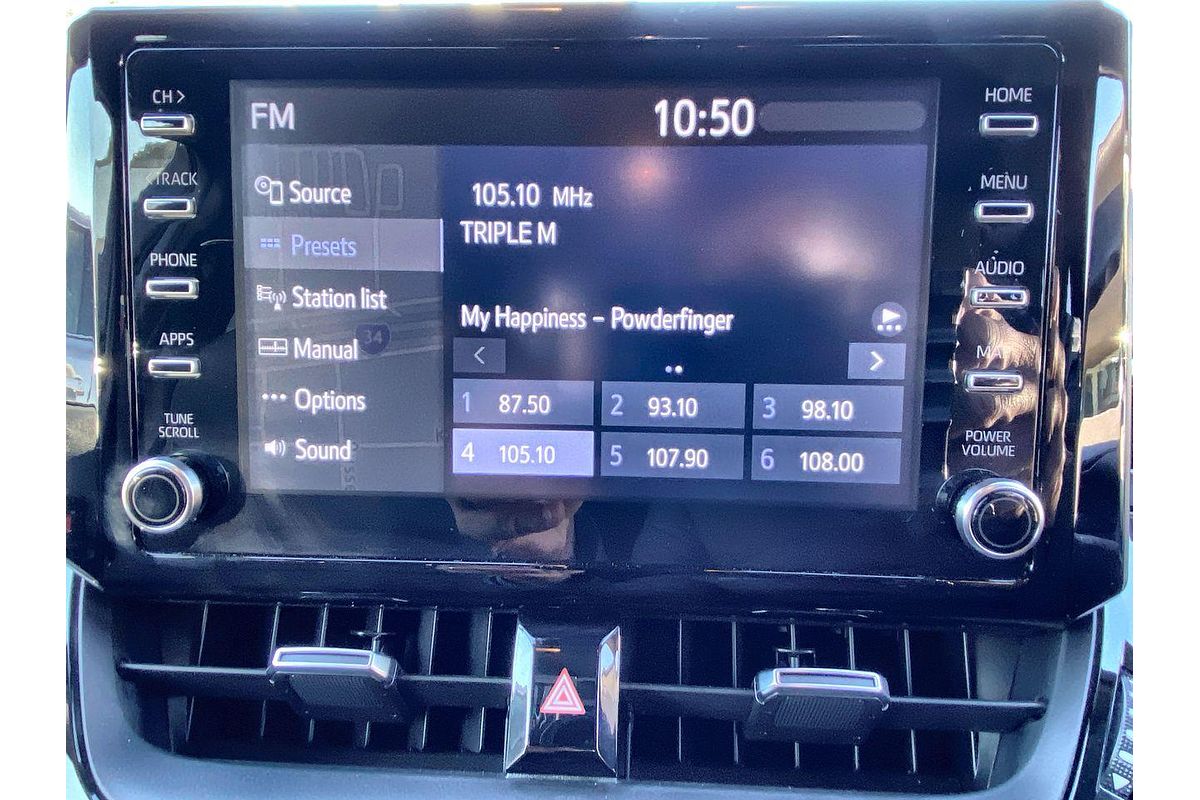 CH >
< TRACK
PHONE
APPS
TUNE
SCROLL
FM
10:50
Source
Presets
Station list
Manual
Options
Sound
105.10 MHz
TRIPLE M
My Happiness – Powderfinger
< >
1 87.50 2 93.10 3 98.10
4 105.10 5 107.90 6 108.00
34
HOME
MENU
AUDIO
POWER
VOLUME